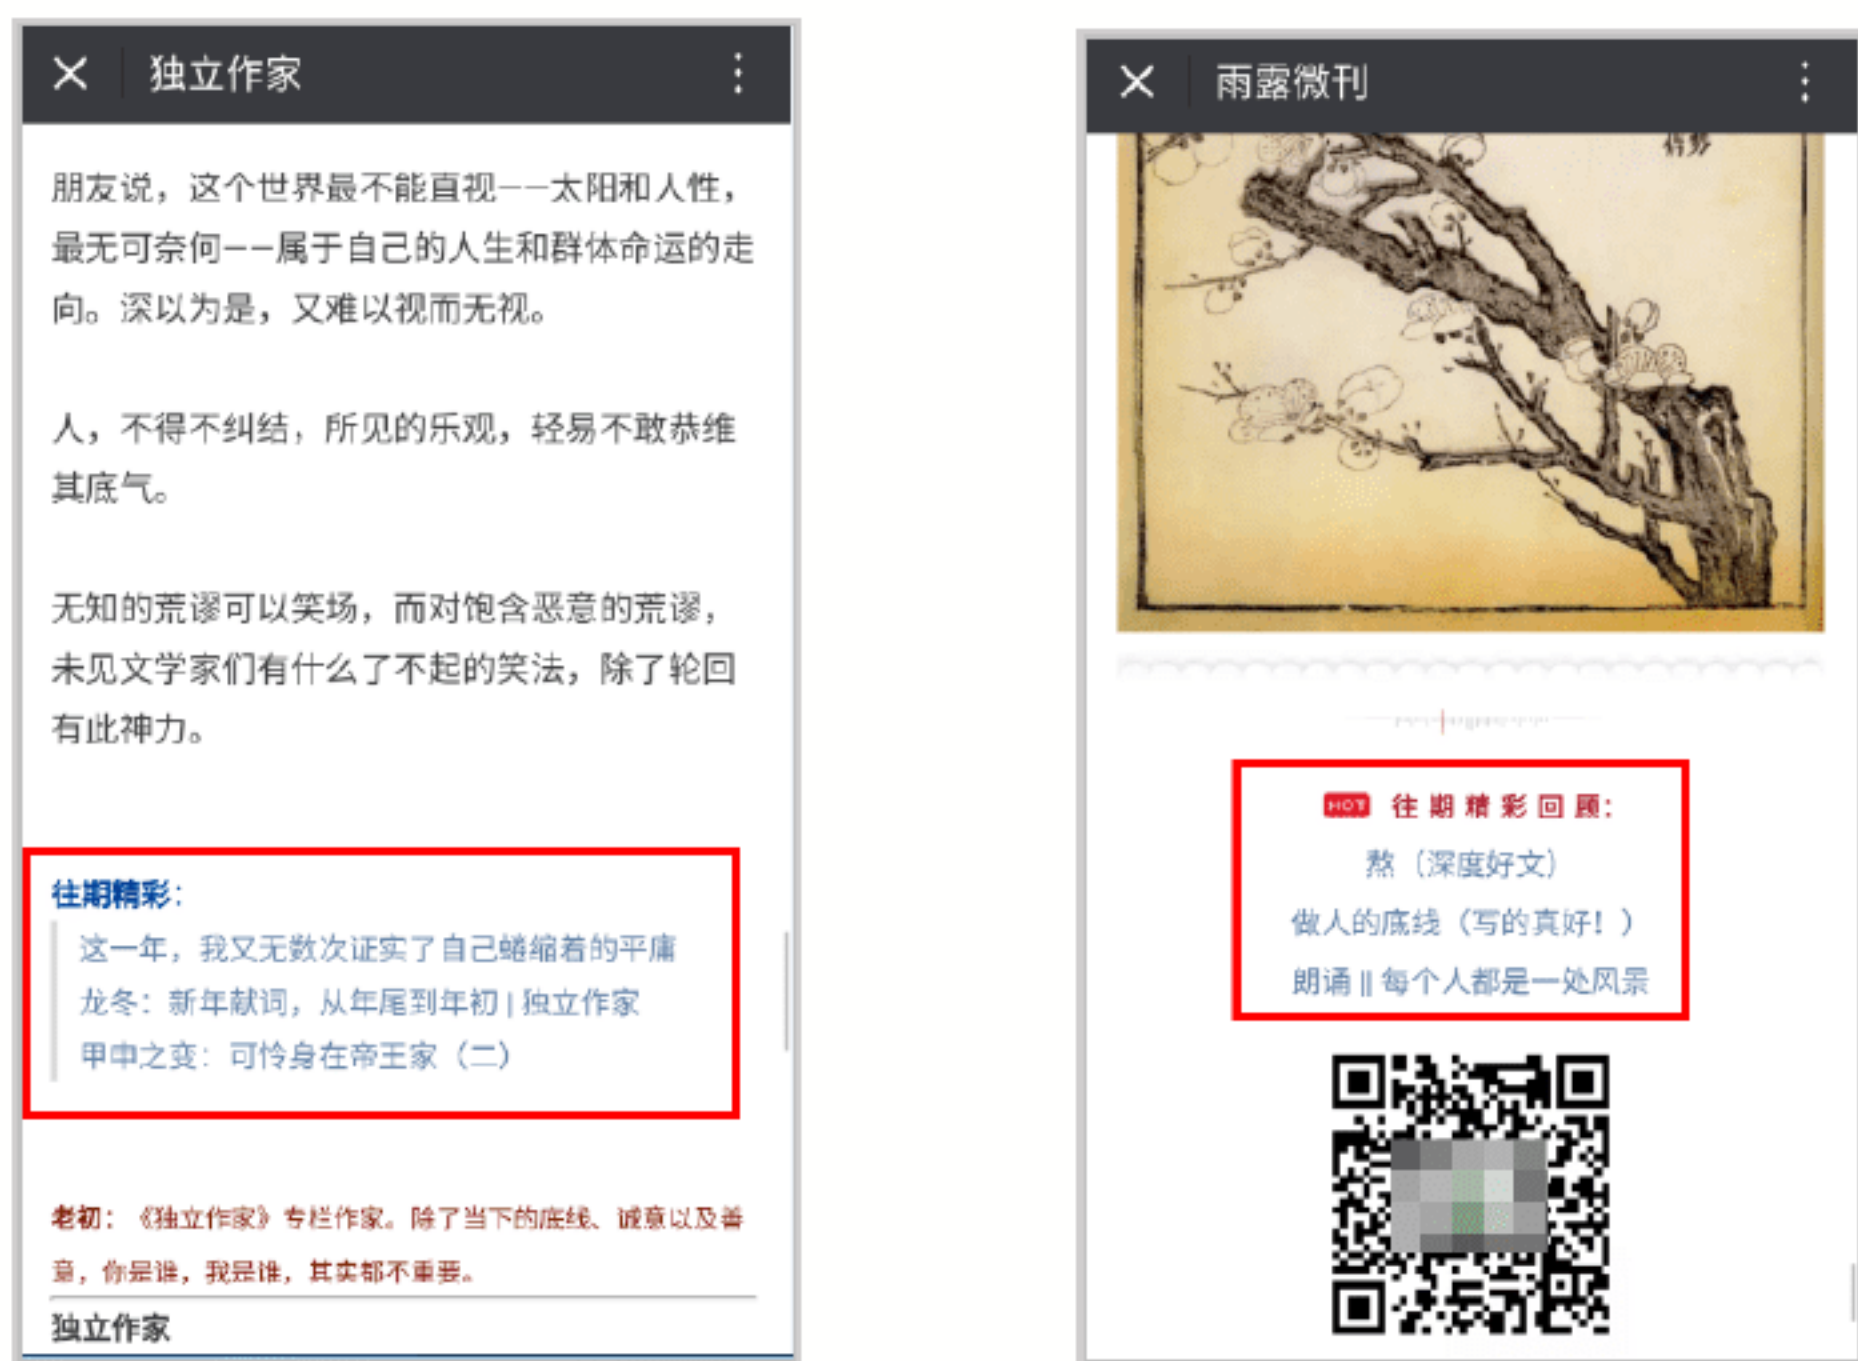 独立作家
朋友说，这个世界最不能直视——太阳和人性，
最无可奈何——属于自己的人生和群体命运的走
向。深以为是，又难以视而无视。
人，不得不纠结，所见的乐观，轻易不敢恭维
其底气。
无知的荒谬可以笑场，而对饱含恶意的荒谬，
未见文学家们有什么了不起的笑法，除了轮回
有此神力。
往期精彩：
这一年，我又无数次证实了自己蜷缩着的平庸
龙冬：新年献词，从年尾到年初 | 独立作家
甲申之变：可怜身在帝王家（二）
老初：《独立作家》专栏作家。除了当下的底线、诚意以及善
意，你是谁，我是谁，其实都不重要。
独立作家
雨露微刊
HOT 往期精彩回顾：
熬（深度好文）
做人的底线（写的真好！）
朗诵 || 每个人都是一处风景